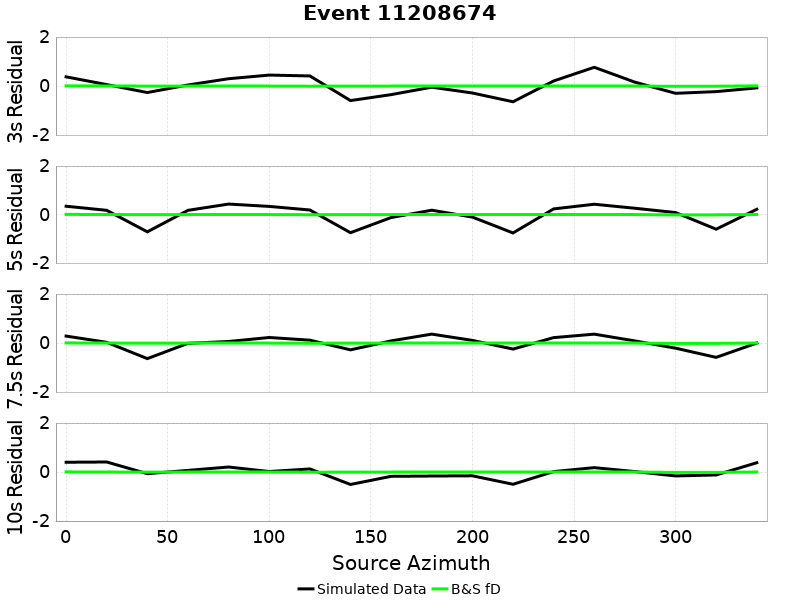 Event 11208674
2
0
-2
3s Residual
2
0
-2
5s Residual
2
0
-2
7.5s Residual
2
0
-2
10s Residual
0 50 100 150 200 250 300
Source Azimuth
Simulated Data B&S fD